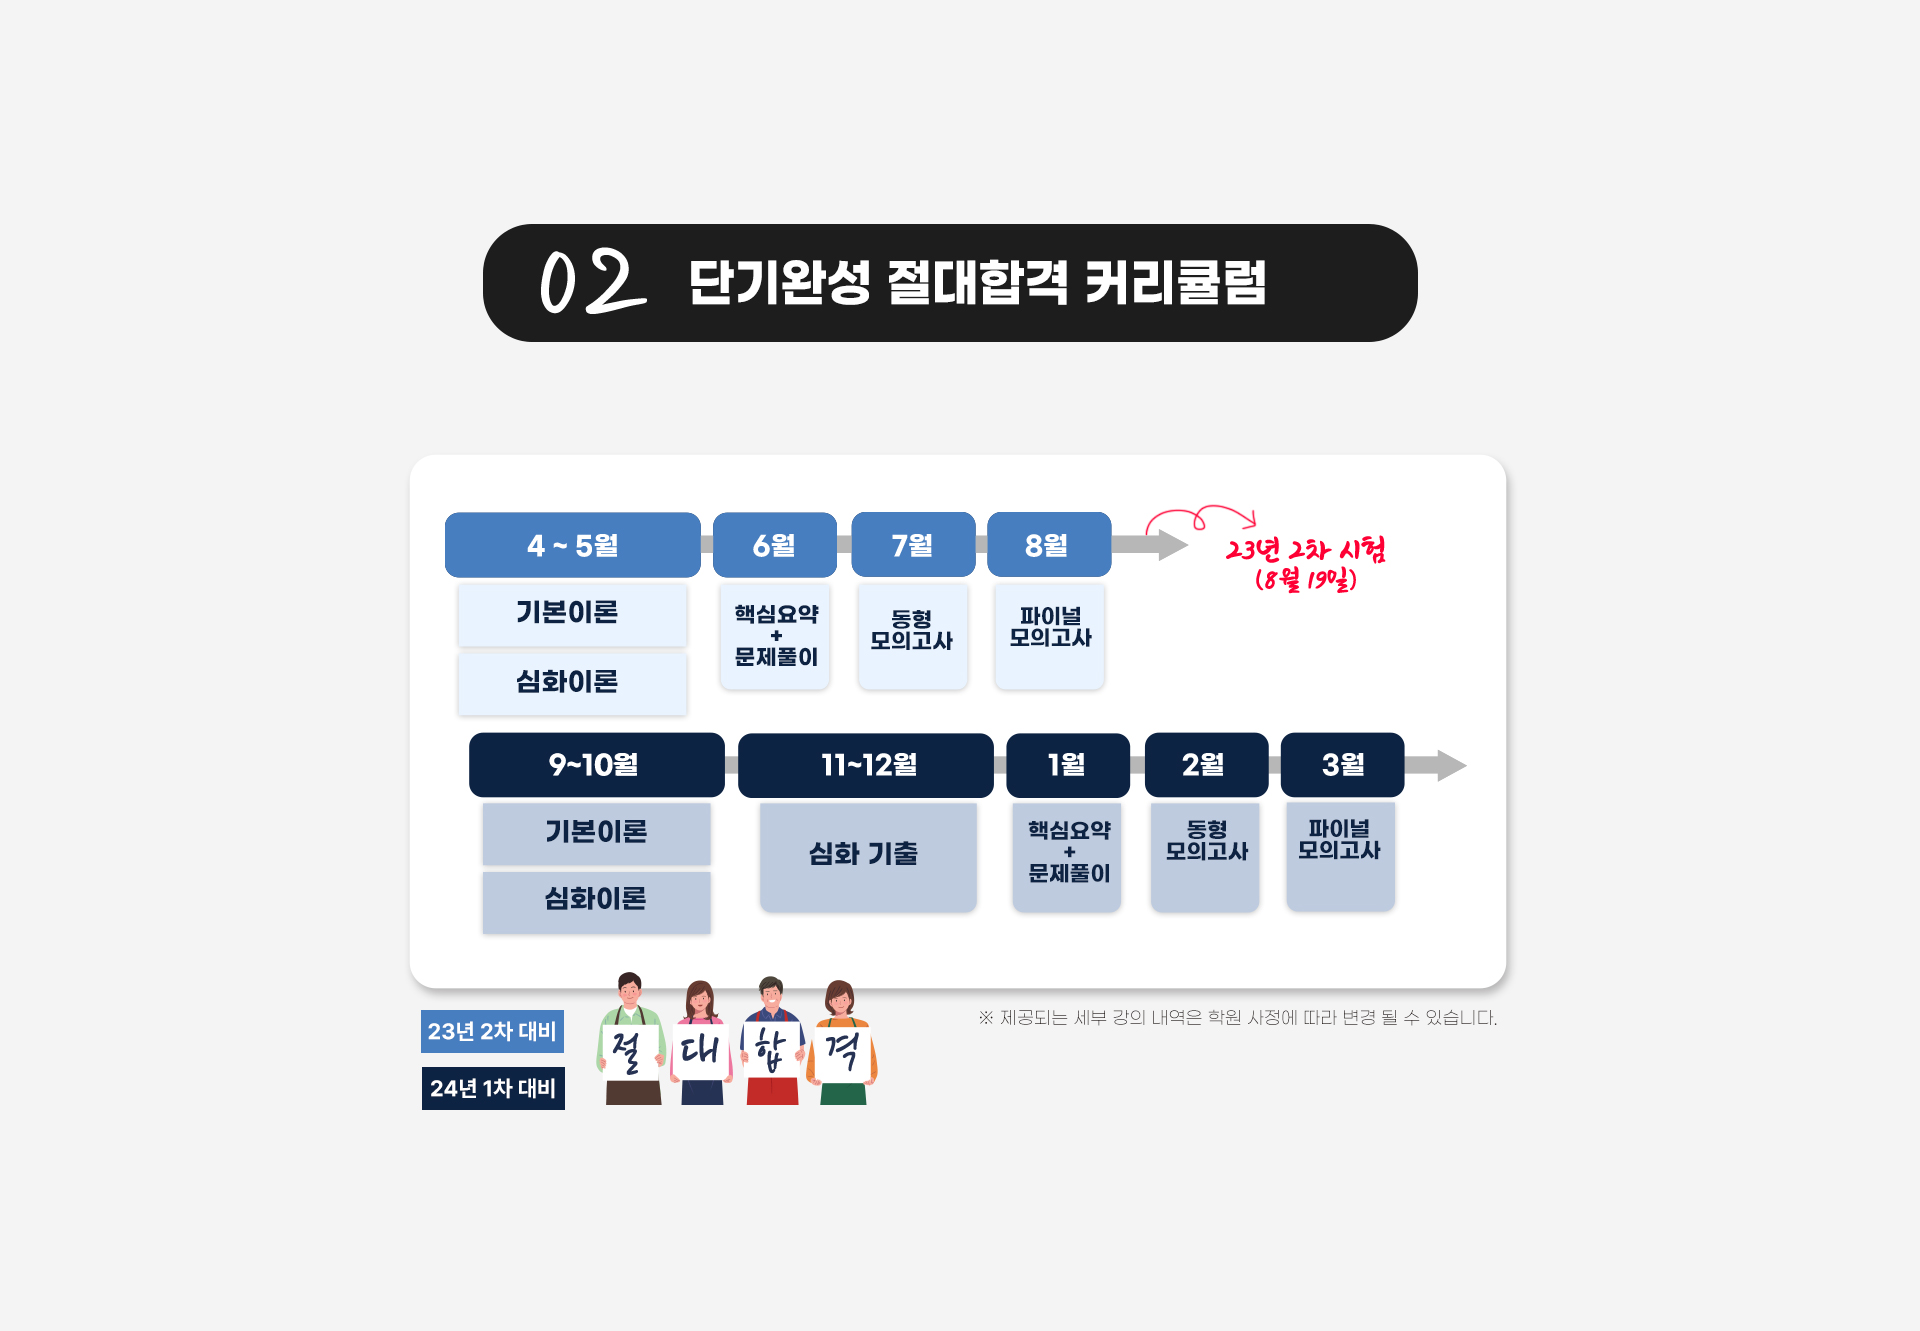 02 단기완성 절대합격 커리큘럼
4 ~ 5월
6월
7월
8월
23년 2차 시험
(8월 19일)
기본이론
심화이론
핵심요약
+
문제풀이
동형
모의고사
파이널
모의고사
9~10월
11~12월
1월
2월
3월
기본이론
심화이론
심화 기출
핵심요약
+
문제풀이
동형
모의고사
파이널
모의고사
23년 2차 대비
24년 1차 대비
절 대 합 격
※ 제공되는 세부 강의 내역은 학원 사정에 따라 변경 될 수 있습니다.